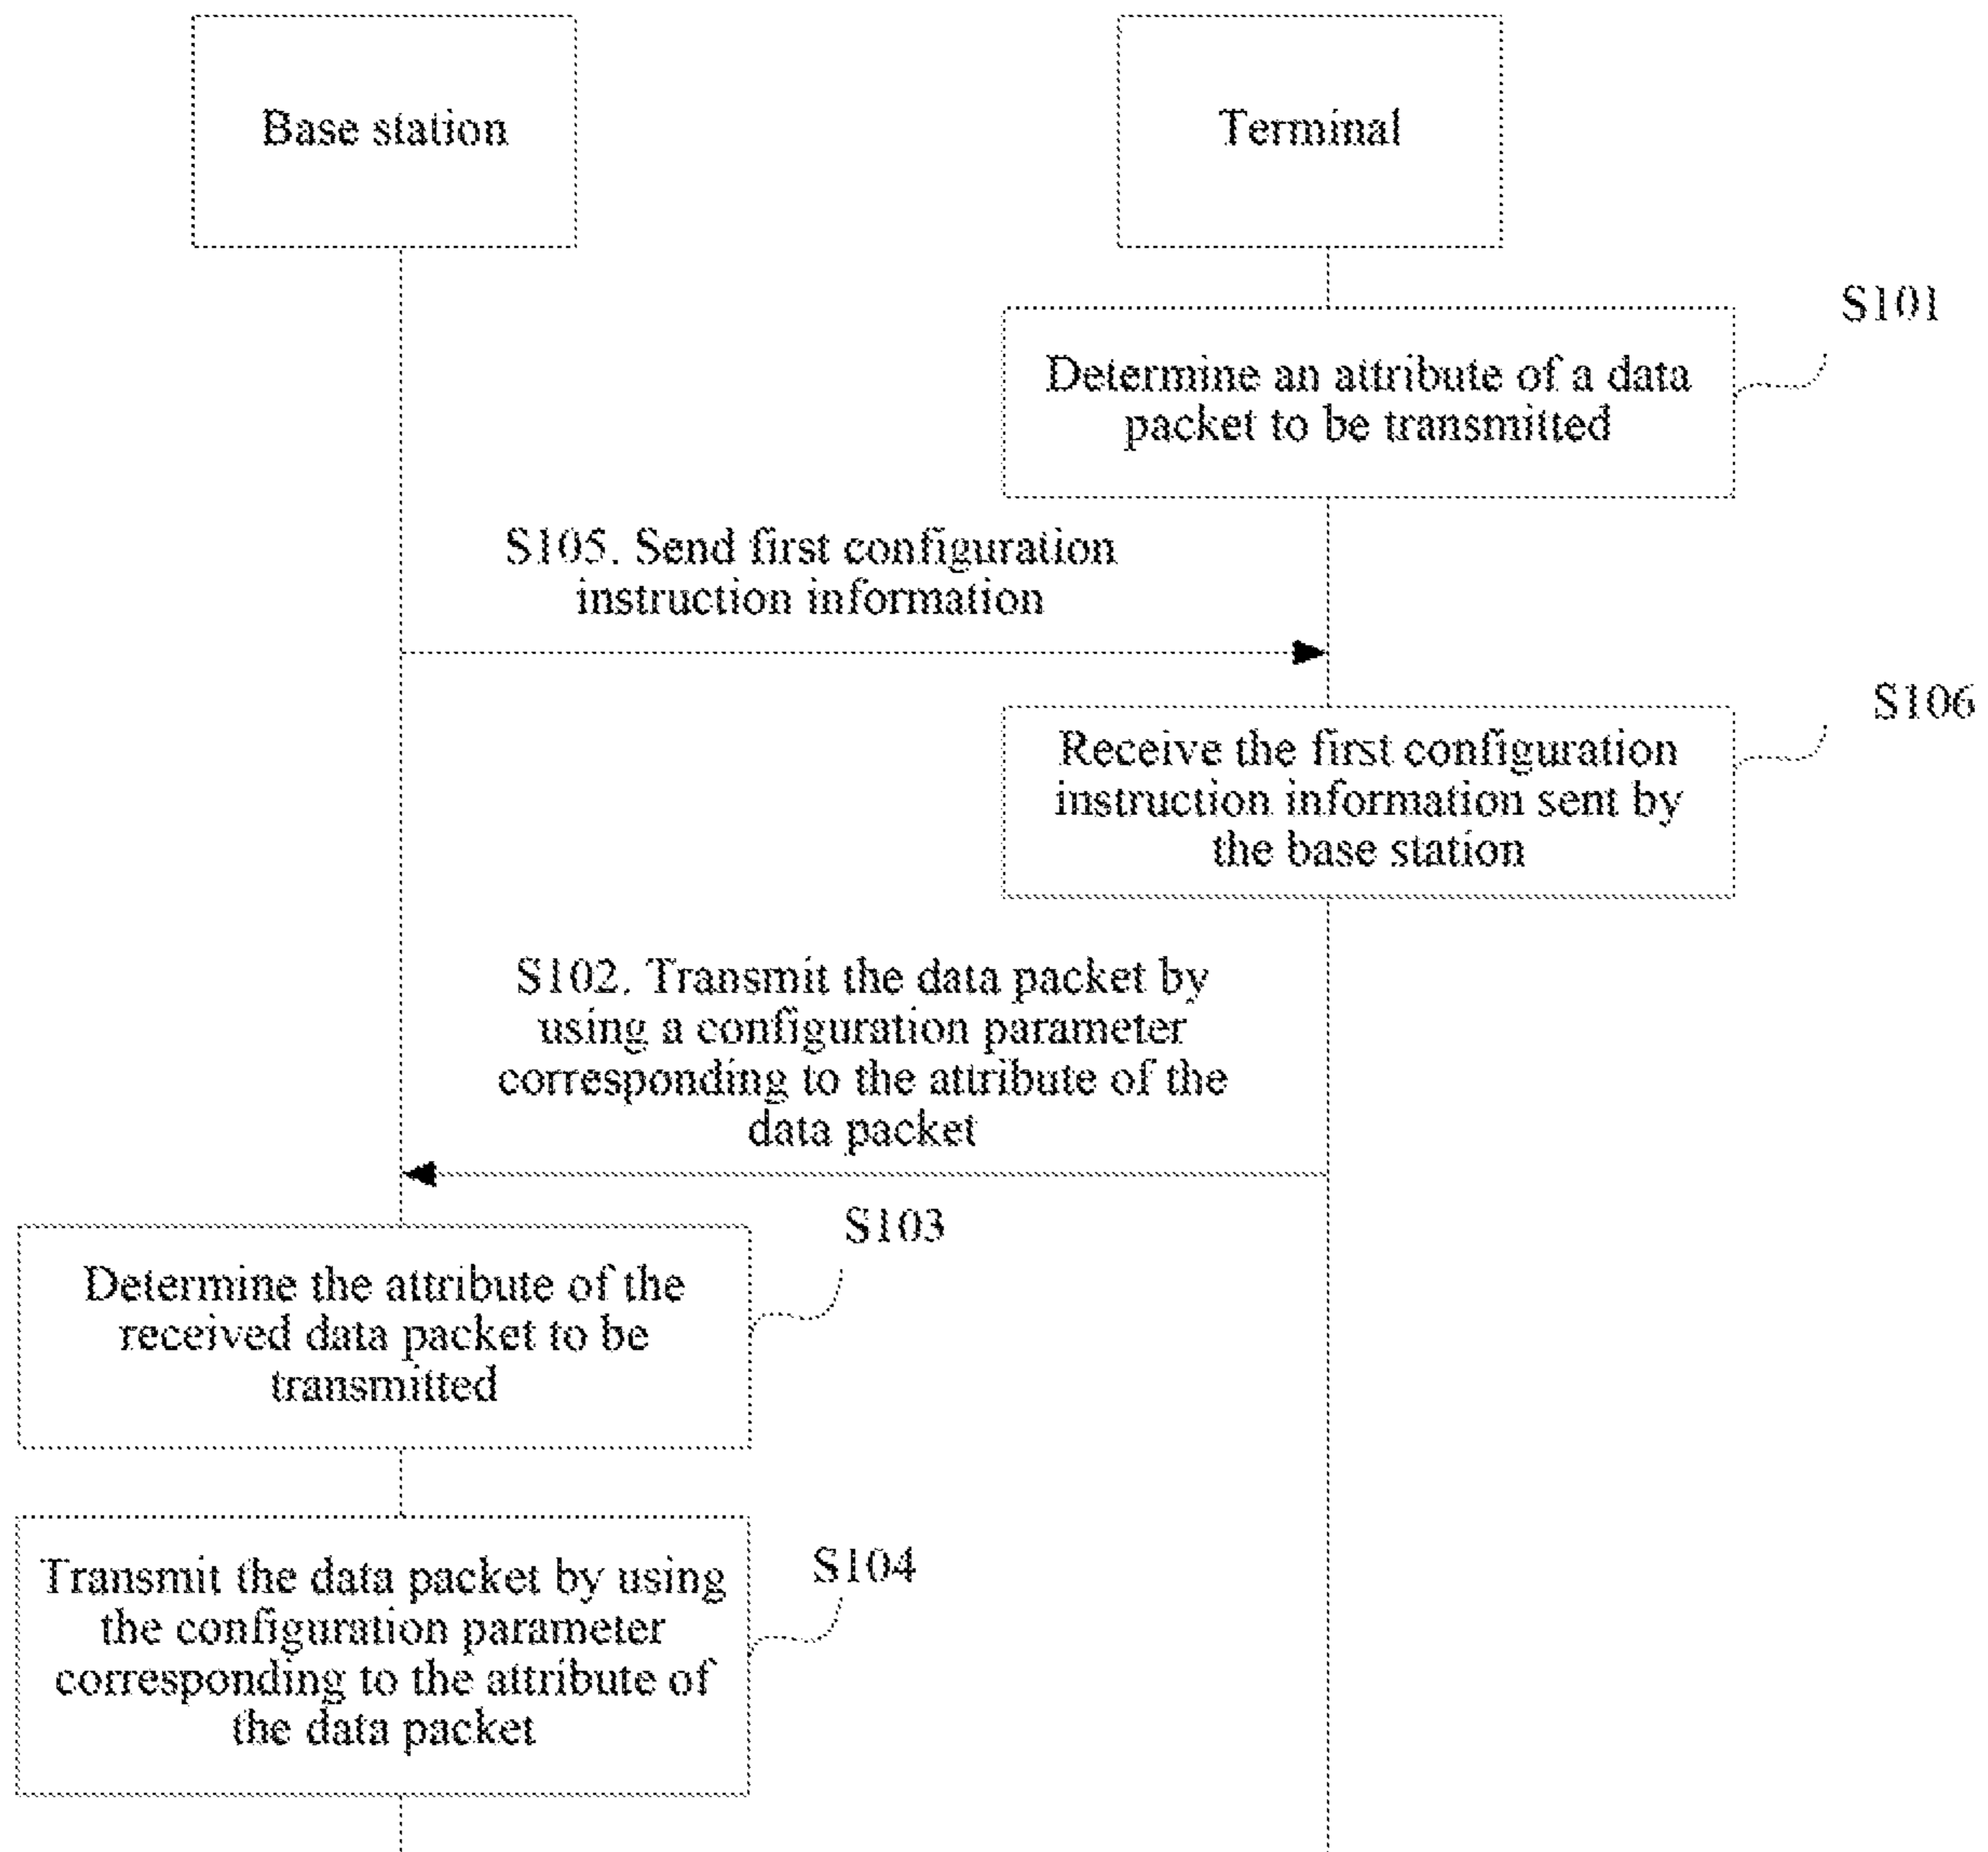 Base station
Terminal
S101
Determine an attribute of a data
packet to be transmitted
S105. Send first configuration
instruction information
S106
Receive the first configuration
instruction information sent by
the base station
S102. Transmit the data packet by
using a configuration parameter
corresponding to the attribute of the
data packet
S103
Determine the attribute of the
received data packet to be
transmitted
S104
Transmit the data packet by using
the configuration parameter
corresponding to the attribute of
the data packet